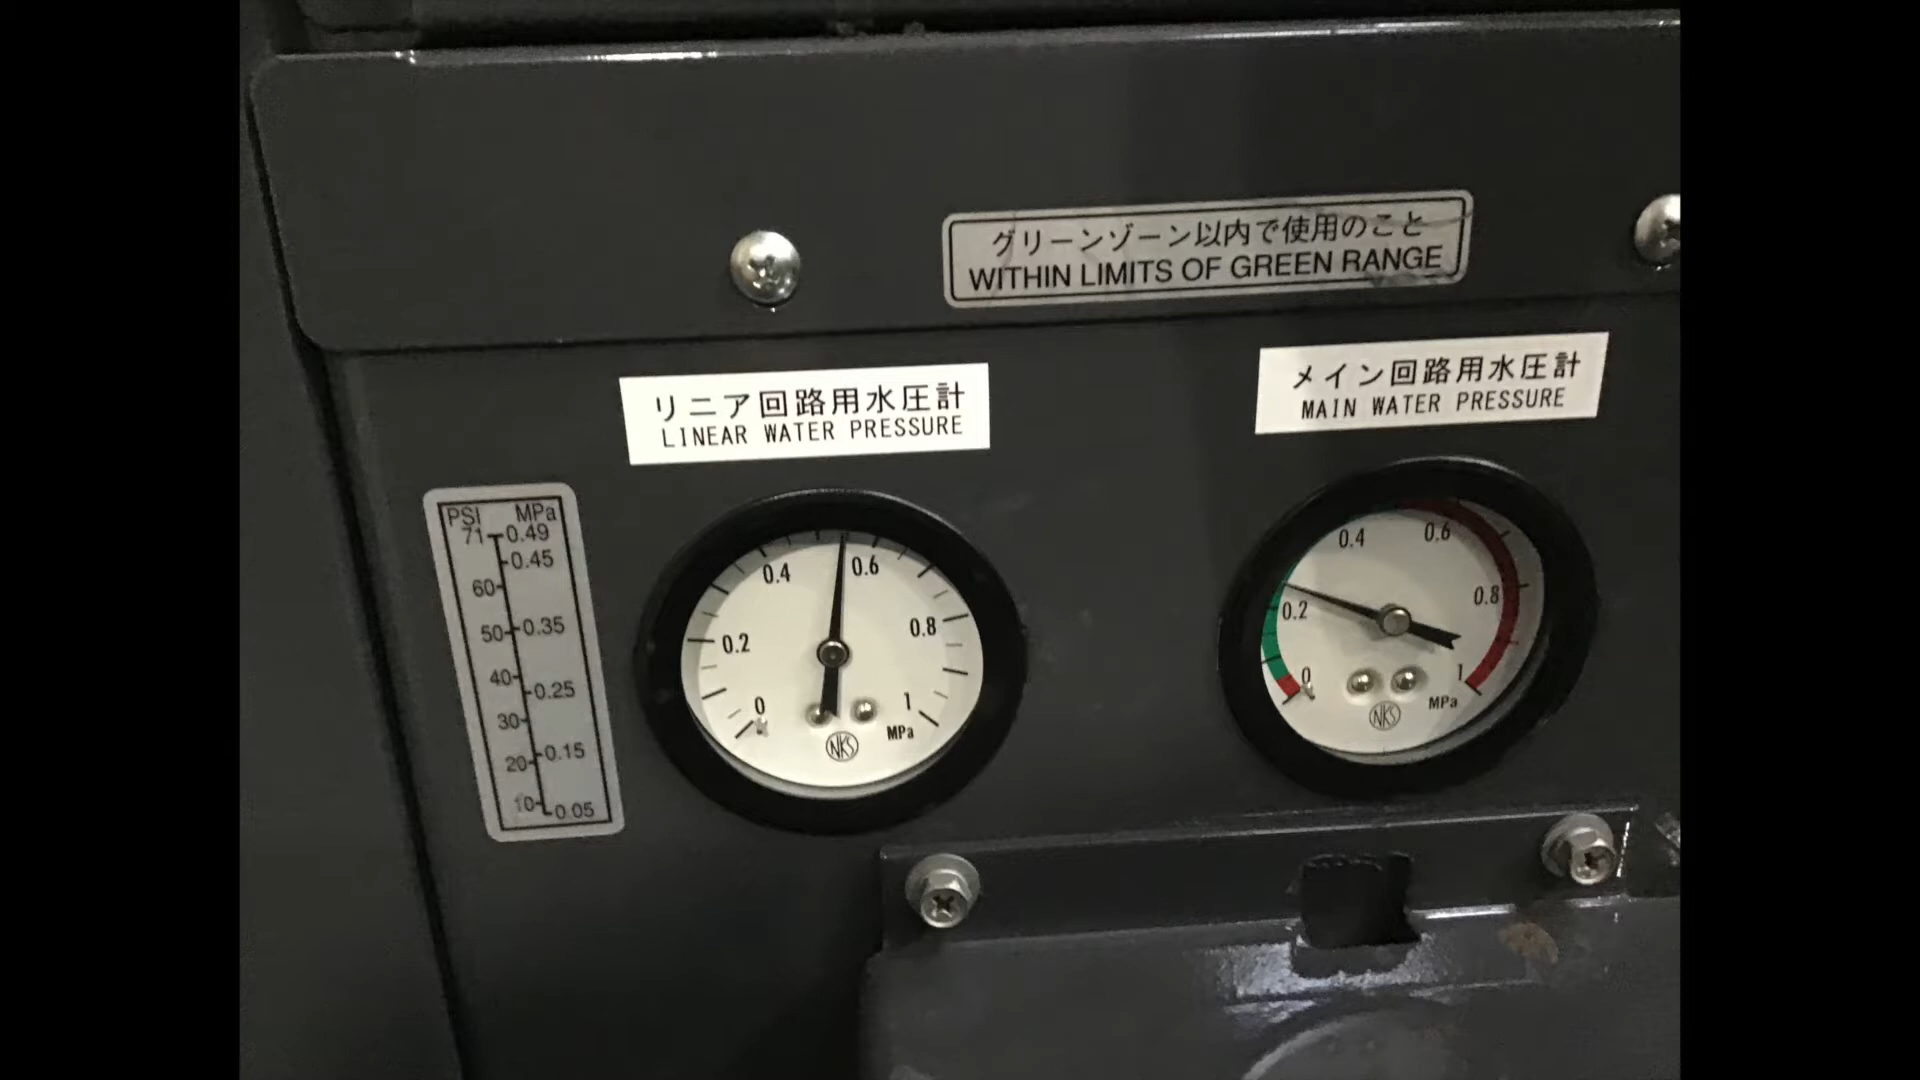 グリーンゾーン以内で使用のこと
WITHIN LIMITS OF GREEN RANGE
リニア回路用水圧計
LINEAR WATER PRESSURE
メイン回路用水圧計
MAIN WATER PRESSURE
PSI MPa
71 0.49
0.45
60
50 0.35
40
0.25
30
0.15
20
10 0.05
0 0.2 0.4 0.6 0.8 1
MPa
NKS
0 0.2 0.4 0.6 0.8 1
MPa
NKS